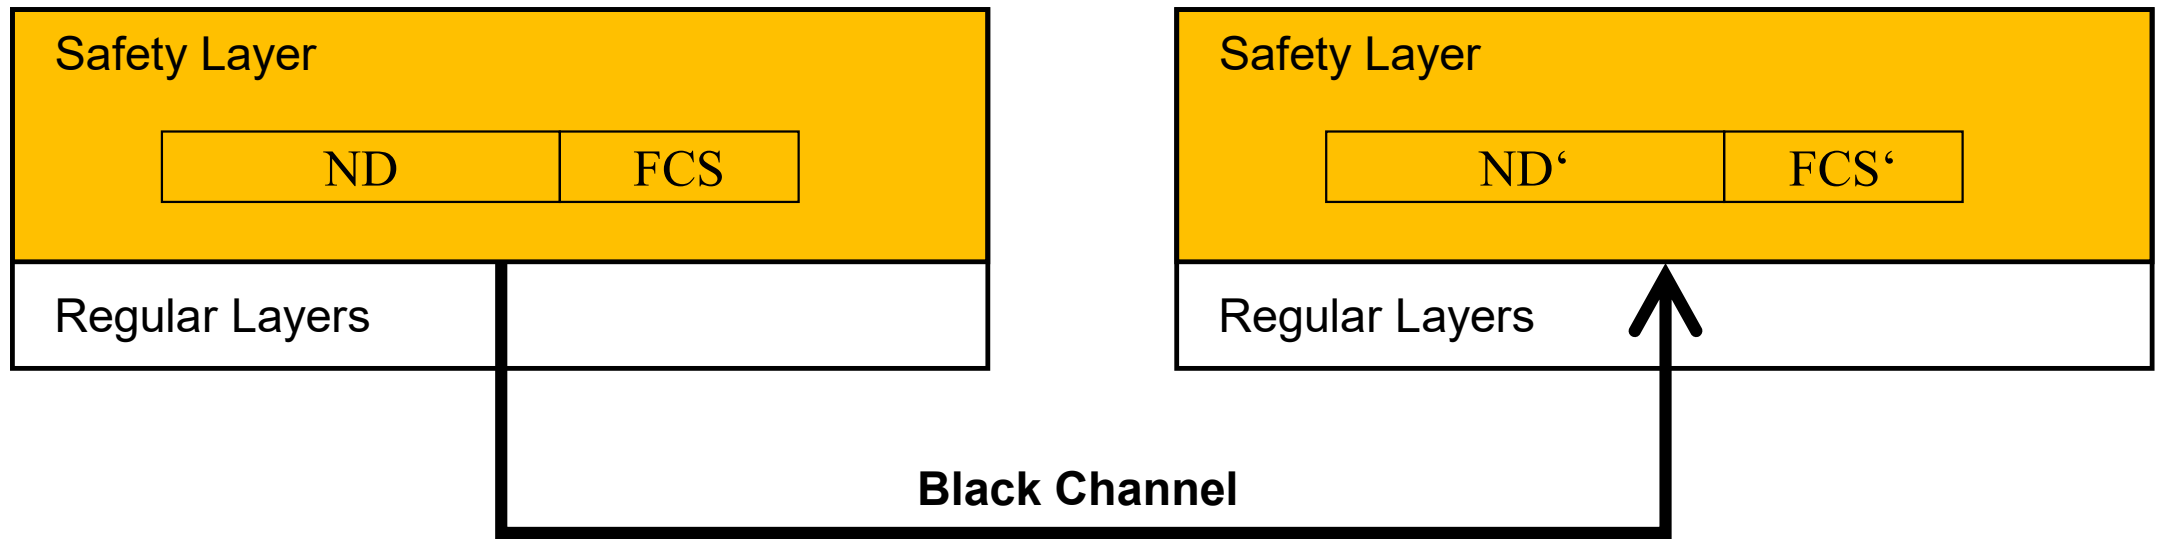 Safety Layer
ND FCS
Regular Layers
Safety Layer
ND‘ FCS‘
Regular Layers
Black Channel